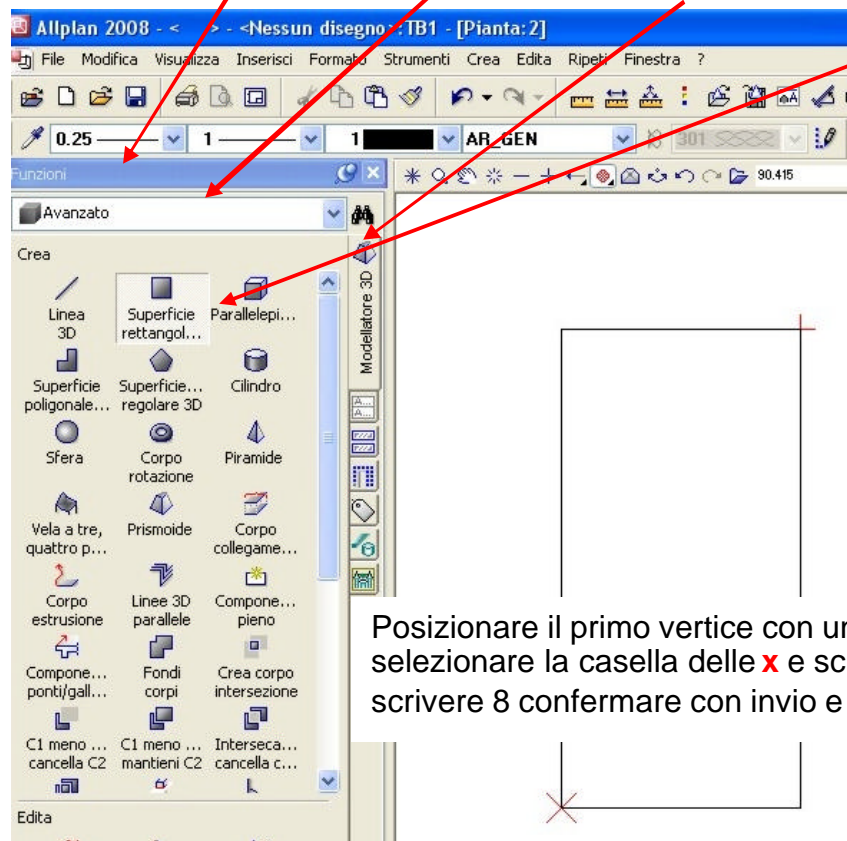 Allplan 2008 - < > - <Nessun disegno>:TB1 - [Pianta:2]
File Modifica Visualizza Inserisci Formato Strumenti Crea Edita Ripeti Finestra ?
0.25 1 1 AR_GEN 301
Funzioni
90.415
Avanzato
Crea
Modellatore 3D
Linea 3D
Superficie rettangol...
Parallelepi...
Superficie poligonale...
Superficie... regolare 3D
Cilindro
A...
A...
Sfera
Corpo rotazione
Piramide
Vela a tre, quattro p...
Prismoide
Corpo collegame...
Corpo estrusione
Linee 3D parallele
Compone... pieno
Compone... ponti/gall...
Fondi corpi
Crea corpo intersezione
C1 meno ... cancella C2
C1 meno ... mantieni C2
Interseca... cancella c...
Edita
Posizionare il primo vertice con
selezionare la casella delle x e
scrivere 8 confermare con invio e